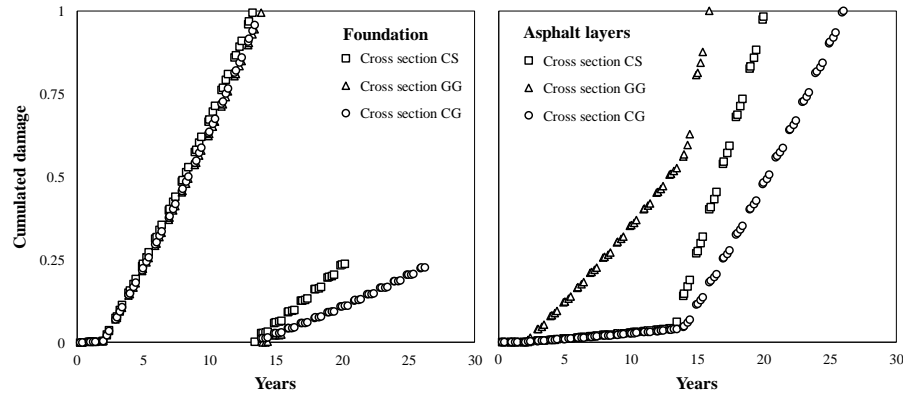 Cumulated damage
1
0.75
0.5
0.25
0
0 5 10 15 20 25 30
Years
Foundation
Cross section CS
Cross section GG
Cross section CG
0 5 10 15 20 25 30
Years
Asphalt layers
Cross section CS
Cross section GG
Cross section CG